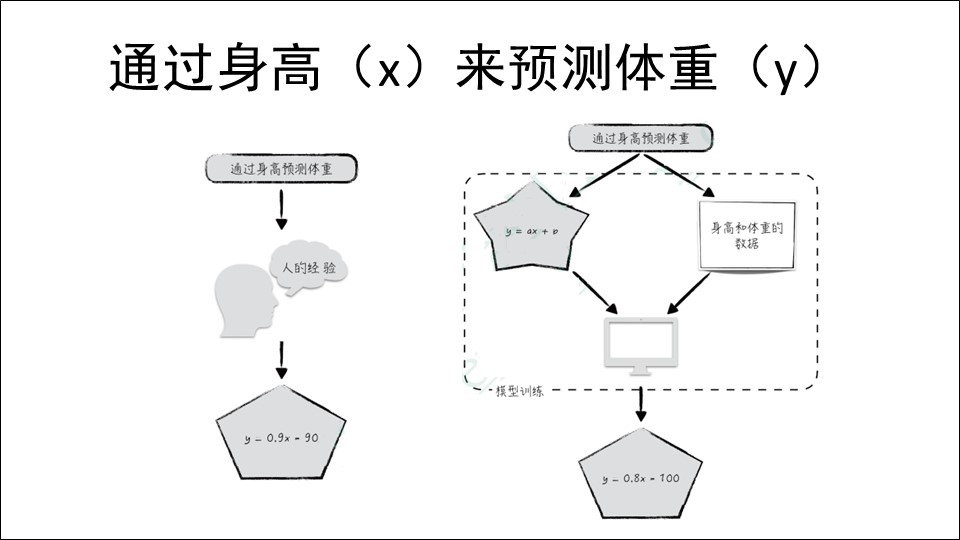 通过身高（x）来预测体重（y）
通过身高预测体重
人的经验
y = 0.9x - 90
通过身高预测体重
y = ax + b
身高和体重的
数据
模型训练
y = 0.8x - 100